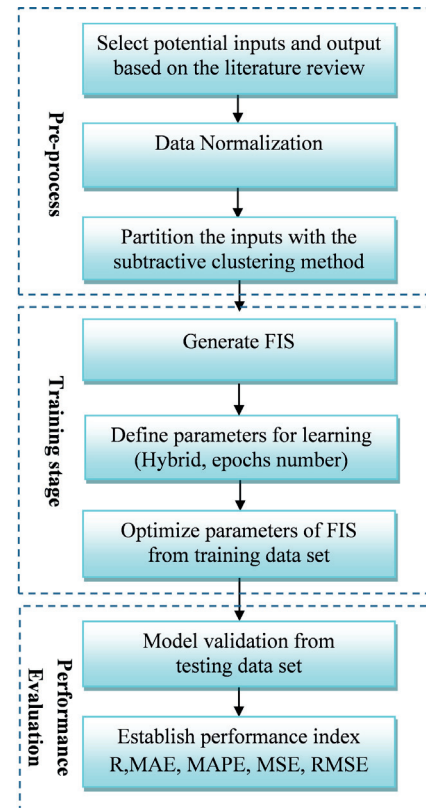 Pre-process
Select potential inputs and output
based on the literature review
Data Normalization
Partition the inputs with the
subtractive clustering method
Training stage
Generate FIS
Define parameters for learning
(Hybrid, epochs number)
Optimize parameters of FIS
from training data set
Performance
Evaluation
Model validation from
testing data set
Establish performance index
R,MAE, MAPE, MSE, RMSE